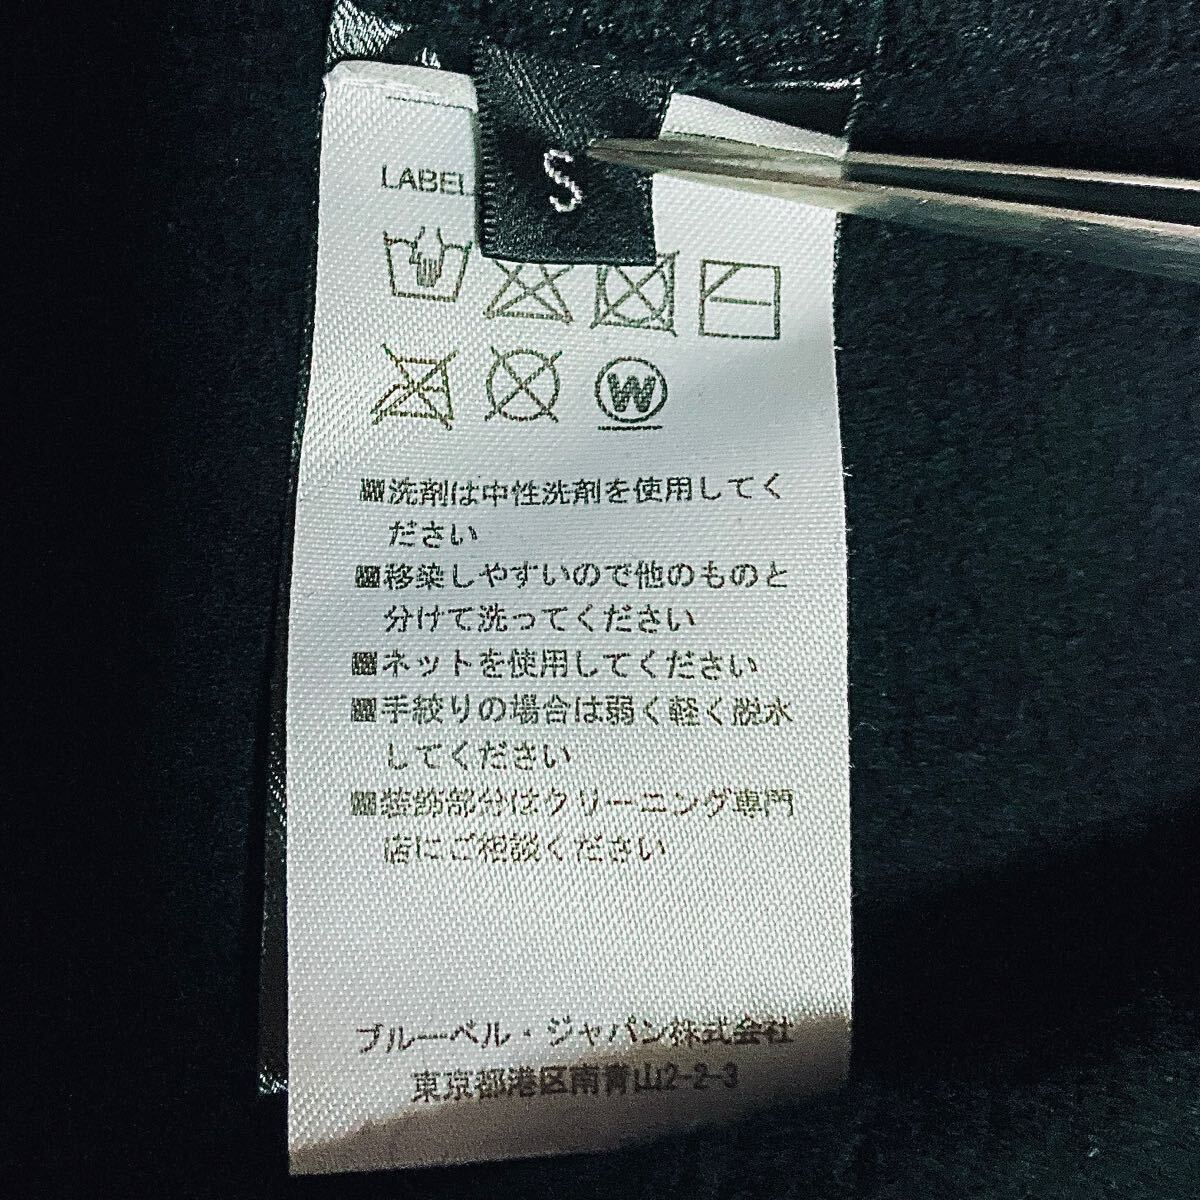 LABEL
S
W
洗剤は中性洗剤を使用してく
ださい
移染しやすいので他のものと
分けて洗ってください
ネットを使用してください
手絞りの場合は弱く軽く脱水
してください
装飾部分はクリーニング専門
店にご相談ください
ブルーベル・ジャパン株式会社
東京都港区南青山2-2-3